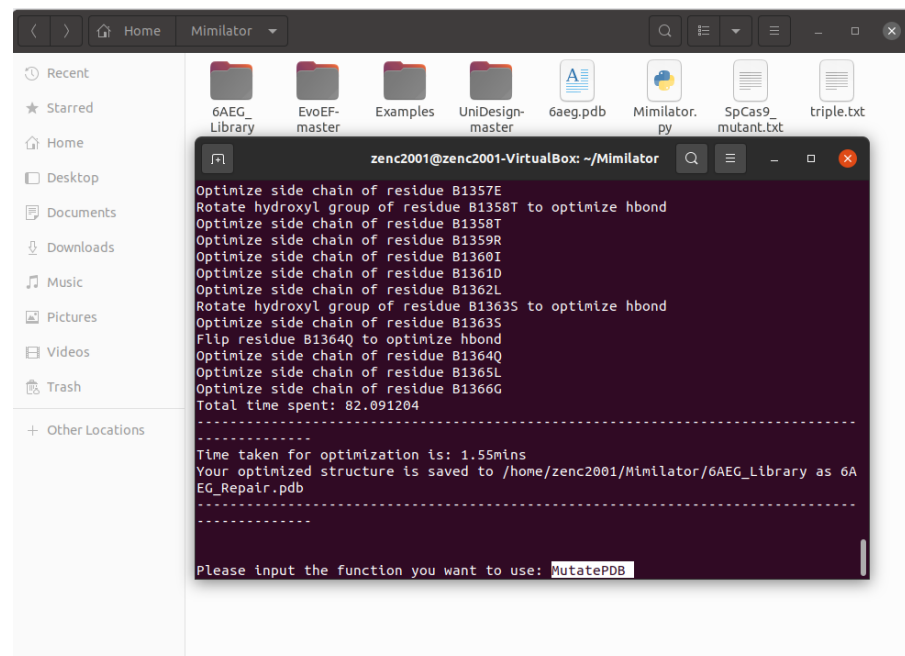 Home Mimilator
Recent
Starred
Home
Desktop
Documents
Downloads
Music
Pictures
Videos
Trash
+ Other Locations
6AEG_
Library
EvoEF-
master
Examples
UniDesign-
master
6aeg.pdb
Mimilator.
py
SpCas9_
mutant.txt
triple.txt
zenc2001@zenc2001-VirtualBox: ~/Mimilator
Optimize side chain of residue B1357E
Rotate hydroxyl group of residue B1358T to optimize hbond
Optimize side chain of residue B1358T
Optimize side chain of residue B1359R
Optimize side chain of residue B1360I
Optimize side chain of residue B1361D
Optimize side chain of residue B1362L
Rotate hydroxyl group of residue B1363S to optimize hbond
Optimize side chain of residue B1363S
Flip residue B1364Q to optimize hbond
Optimize side chain of residue B1364Q
Optimize side chain of residue B1365L
Optimize side chain of residue B1366G
Total time spent: 82.091204
--------------------------------------------------------------------------------
--------------
Time taken for optimization is: 1.55mins
Your optimized structure is saved to /home/zenc2001/Mimilator/6AEG_Library as 6A
EG_Repair.pdb
--------------------------------------------------------------------------------
--------------
Please input the function you want to use: MutatePDB